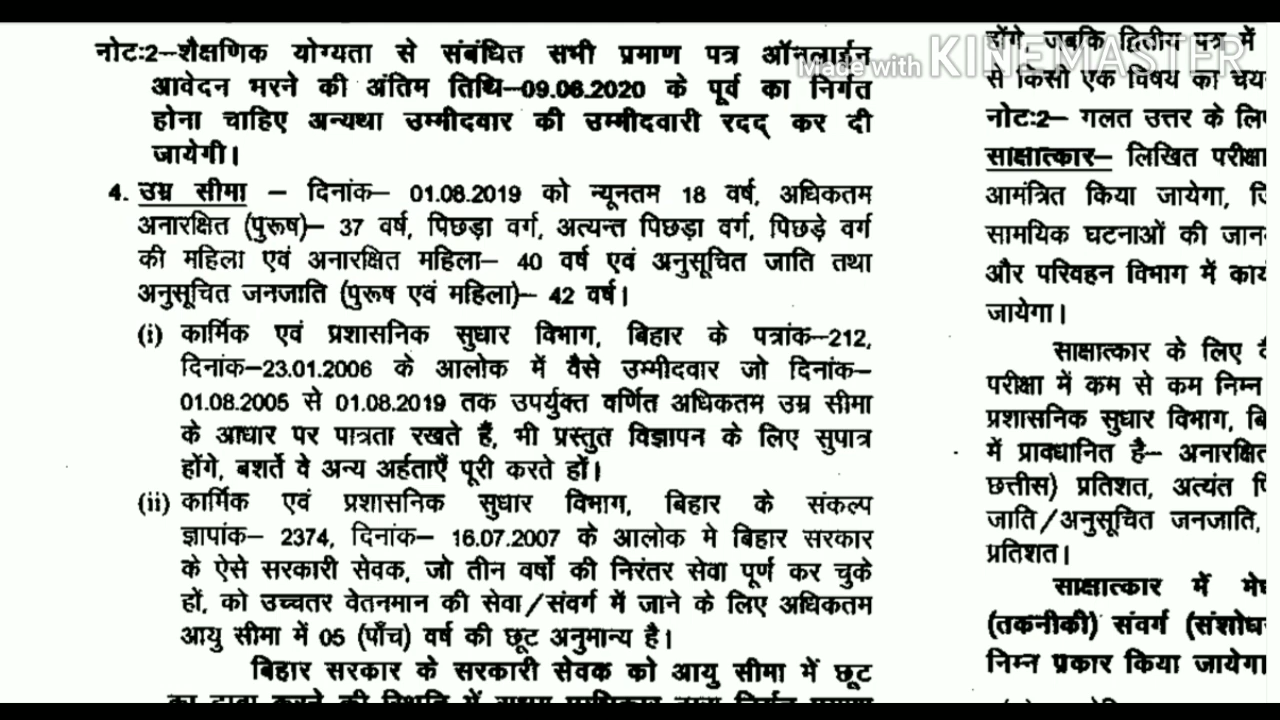 नोटः2–शैक्षणिक योग्यता से संबंधित सभी प्रमाण पत्र ऑनलाईन
आवेदन भरने की अंतिम तिथि–09.06.2020 के पूर्व का निर्गत
होना चाहिए अन्यथा उम्मीदवार की उम्मीदवारी रदद् कर दी
जायेगी।
4. उम्र सीमा – दिनांक– 01.08.2019 को न्यूनतम 18 वर्ष, अधिकतम
अनारक्षित (पुरूष)– 37 वर्ष, पिछड़ा वर्ग, अत्यन्त पिछड़ा वर्ग, पिछड़े वर्ग
की महिला एवं अनारक्षित महिला– 40 वर्ष एवं अनुसूचित जाति तथा
अनुसूचित जनजाति (पुरूष एवं महिला)– 42 वर्ष।
(i) कार्मिक एवं प्रशासनिक सुधार विभाग, बिहार के पत्रांक–212,
दिनांक–23.01.2006 के आलोक में वैसे उम्मीदवार जो दिनांक–
01.08.2005 से 01.08.2019 तक उपर्युक्त वर्णित अधिकतम उम्र सीमा
के आधार पर पात्रता रखते हैं, भी प्रस्तुत विज्ञापन के लिए सुपात्र
होंगे, बशर्ते वे अन्य अर्हताएँ पूरी करते हों।
(ii) कार्मिक एवं प्रशासनिक सुधार विभाग, बिहार के संकल्प
ज्ञापांक– 2374, दिनांक– 16.07.2007 के आलोक मे बिहार सरकार
के ऐसे सरकारी सेवक, जो तीन वर्षो की निरंतर सेवा पूर्ण कर चुके
हों, को उच्चतर वेतनमान की सेवा/संवर्ग में जाने के लिए अधिकतम
आयु सीमा में 05 (पाँच) वर्ष की छूट अनुमान्य है।
बिहार सरकार के सरकारी सेवक को आयु सीमा में छूट
होंगे, जबकि द्वितीय पत्र में
Made with KINEMASTER
से किसी एक विषय का
नोटः2– गलत उत्तर के
साक्षात्कार– लिखित परीक्षा
आमंत्रित किया जायेगा,
सामयिक घटनाओं की
और परिवहन विभाग में
जायेगा।
साक्षात्कार के लिए
परीक्षा में कम से कम निम्न
प्रशासनिक सुधार विभाग,
में प्रावधानित है–
छत्तीस) प्रतिशत, अत्यंत
जाति/अनुसूचित जनजाति,
प्रतिशत।
साक्षात्कार में
(तकनीकी) संवर्ग
निम्न प्रकार किया जायेगा